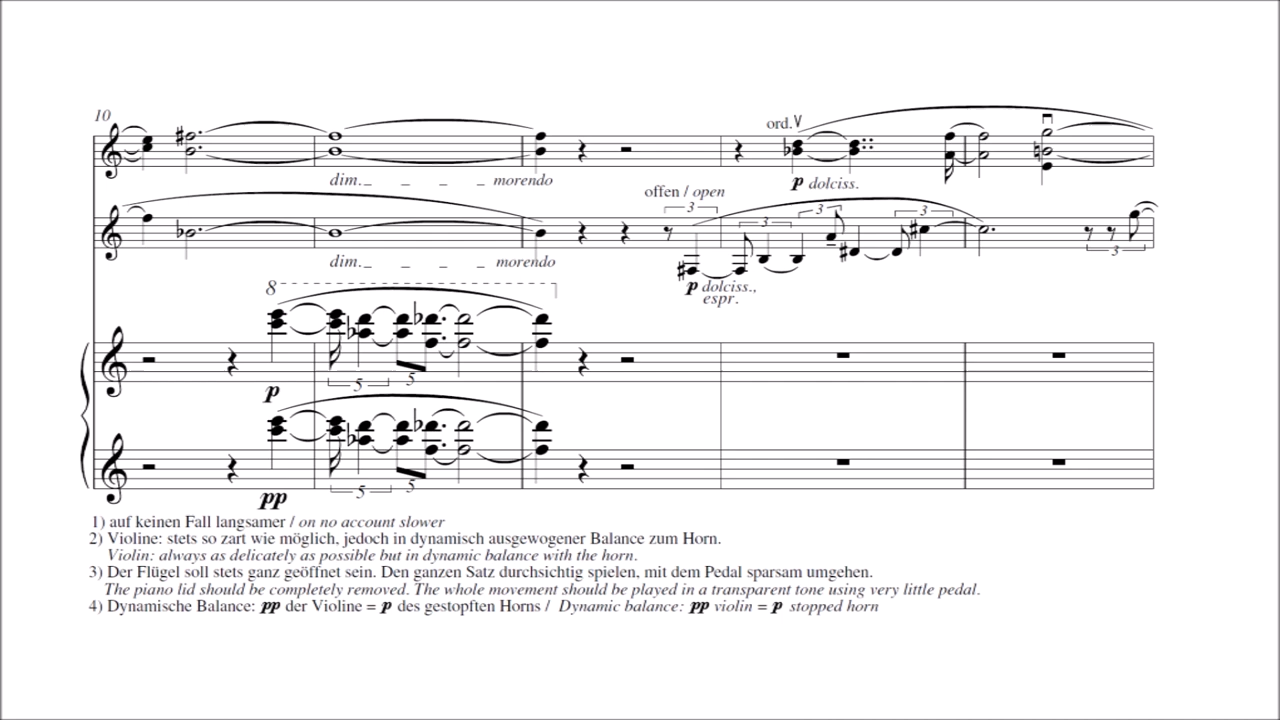 10
ord.
p dolciss.
dim. _ _ _ _ morendo
offen / open
3
3
3
3
3
dim. _ _ _ _ morendo
p dolciss.,
espr.
8
p
5
5
pp
5
5
1) auf keinen Fall langsamer / on no account slower
2) Violine: stets so zart wie möglich, jedoch in dynamisch ausgewogener Balance zum Horn.
Violin: always as delicately as possible but in dynamic balance with the horn.
3) Der Flügel soll stets ganz geöffnet sein. Den ganzen Satz durchsichtig spielen, mit dem Pedal sparsam umgehen.
The piano lid should be completely removed. The whole movement should be played in a transparent tone using very little pedal.
4) Dynamische Balance: pp der Violine = p des gestopften Horns / Dynamic balance: pp violin = p stopped horn